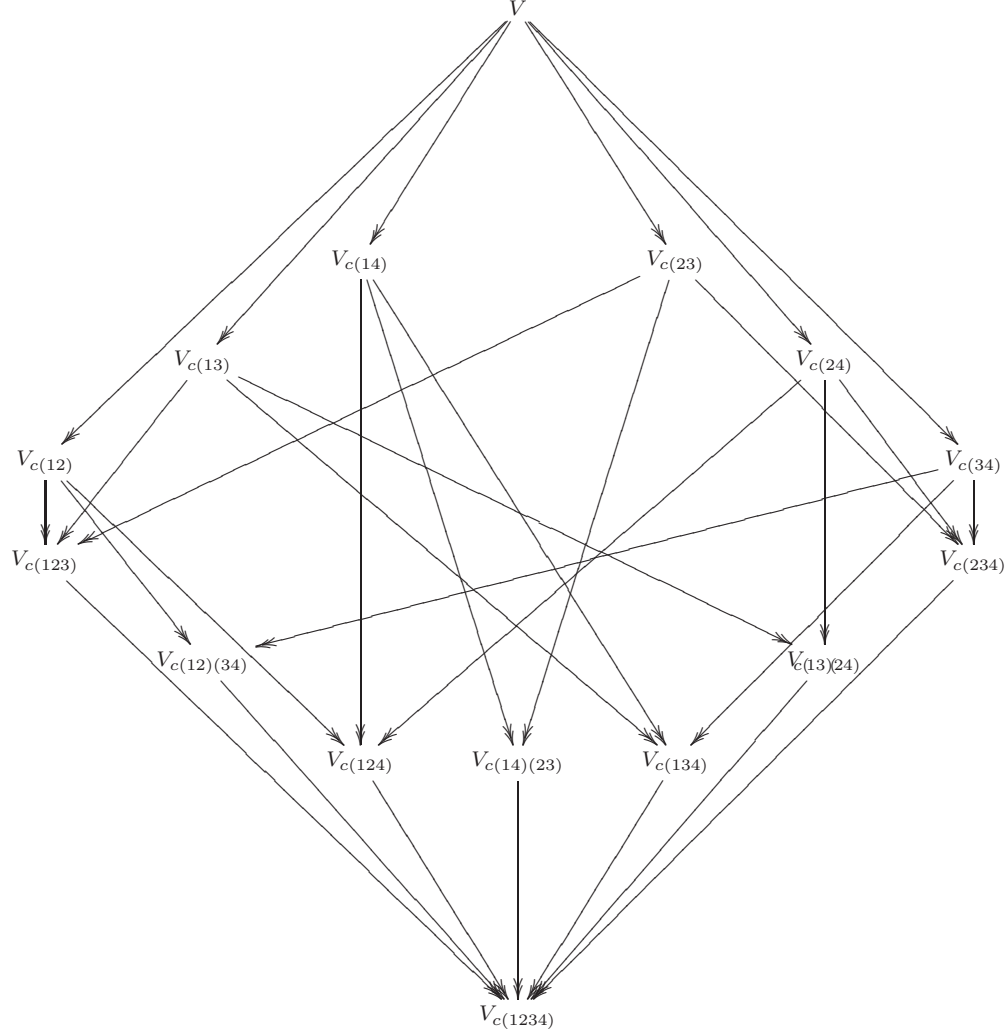 V
V_{c(14)} V_{c(23)}
V_{c(13)} V_{c(24)}
V_{c(12)} V_{c(34)}
V_{c(123)} V_{c(234)}
V_{c(12)(34)} V_{c(13)(24)}
V_{c(124)} V_{c(14)(23)} V_{c(134)}
V_{c(1234)}